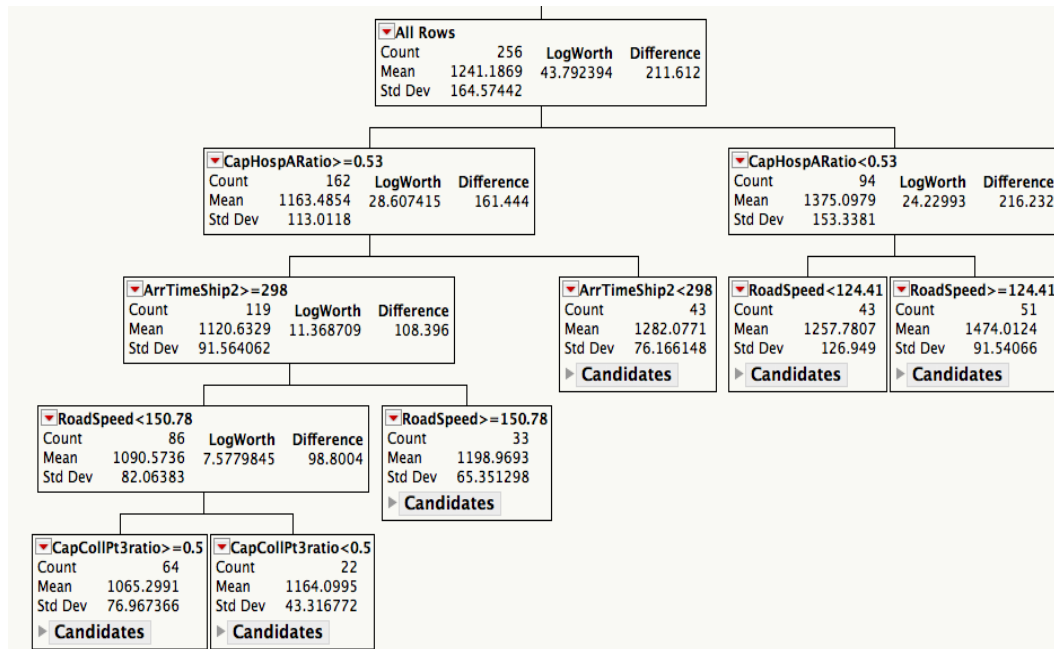 All Rows
Count 256 LogWorth Difference
Mean 1241.1869 43.792394 211.612
Std Dev 164.57442
CapHospARatio>=0.53
Count 162 LogWorth Difference
Mean 1163.4854 28.607415 161.444
Std Dev 113.0118
CapHospARatio<0.53
Count 94 LogWorth Difference
Mean 1375.0979 24.22993 216.232
Std Dev 153.3381
ArrTimeShip2>=298
Count 119 LogWorth Difference
Mean 1120.6329 11.368709 108.396
Std Dev 91.564062
ArrTimeShip2<298
Count 43
Mean 1282.0771
Std Dev 76.166148
Candidates
RoadSpeed<124.41
Count 43
Mean 1257.7807
Std Dev 126.949
Candidates
RoadSpeed>=124.41
Count 51
Mean 1474.0124
Std Dev 91.54066
Candidates
RoadSpeed<150.78
Count 86 LogWorth Difference
Mean 1090.5736 7.5779845 98.8004
Std Dev 82.06383
RoadSpeed>=150.78
Count 33
Mean 1198.9693
Std Dev 65.351298
Candidates
CapCollPt3ratio>=0.5
Count 64
Mean 1065.2991
Std Dev 76.967366
Candidates
CapCollPt3ratio<0.5
Count 22
Mean 1164.0995
Std Dev 43.316772
Candidates